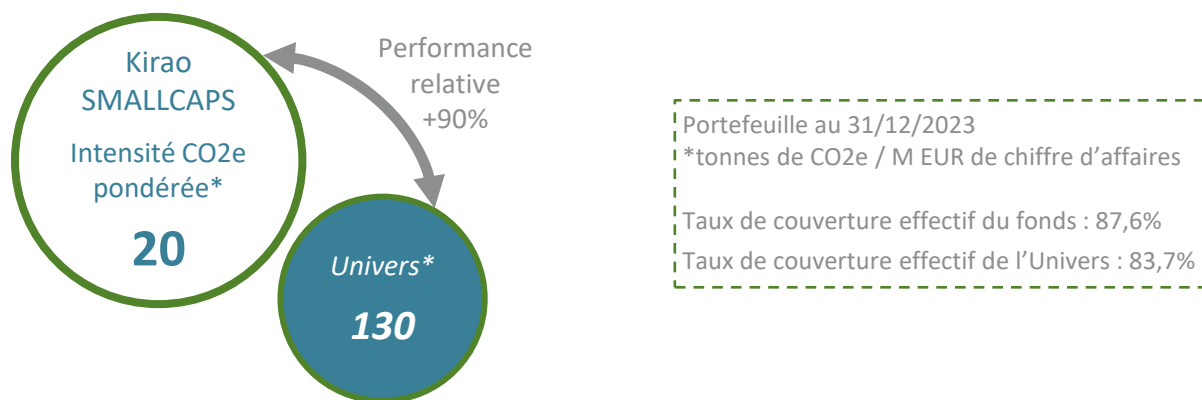 Kirao
SMALLCAPS
Intensité CO2e
pondérée*
20
Performance
relative
+90%
Univers*
130
Portefeuille au 31/12/2023
*tonnes de CO2e / M EUR de chiffre d’affaires
Taux de couverture effectif du fonds : 87,6%
Taux de couverture effectif de l’Univers : 83,7%